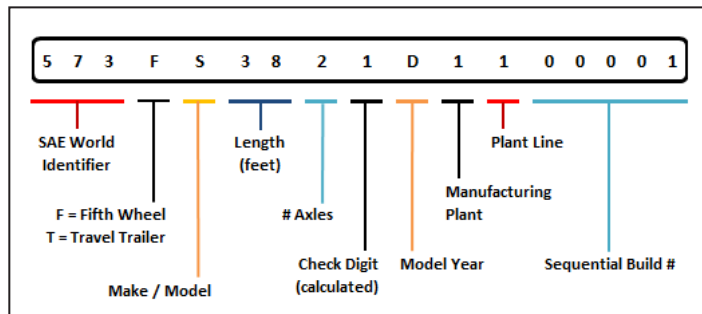 5 7 3 F S 3 8 2 1 D 1 1 0 0 0 0 1
SAE World
Identifier
Length
(feet)
Plant Line
F = Fifth Wheel
T = Travel Trailer
# Axles
Manufacturing
Plant
Make / Model
Check Digit
(calculated)
Model Year
Sequential Build #